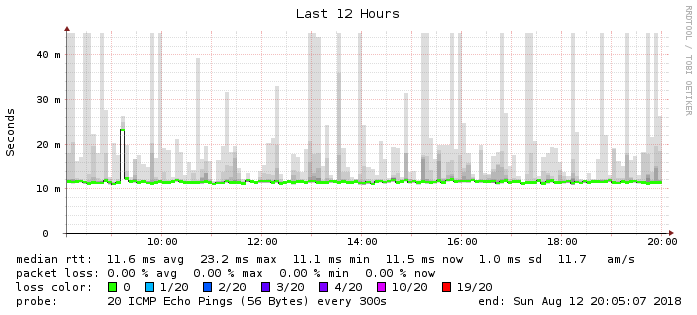 Last 12 Hours
RRDTOOL / TOBI OETIKER
Seconds
40 m
30 m
20 m
10 m
0
10:00 12:00 14:00 16:00 18:00 20:00
median rtt: 11.6 ms avg 23.2 ms max 11.1 ms min 11.5 ms now 1.0 ms sd 11.7 am/s
packet loss: 0.00 % avg 0.00 % max 0.00 % min 0.00 % now
loss color: 0 1/20 2/20 3/20 4/20 10/20 19/20
probe: 20 ICMP Echo Pings (56 Bytes) every 300s end: Sun Aug 12 20:05:07 2018